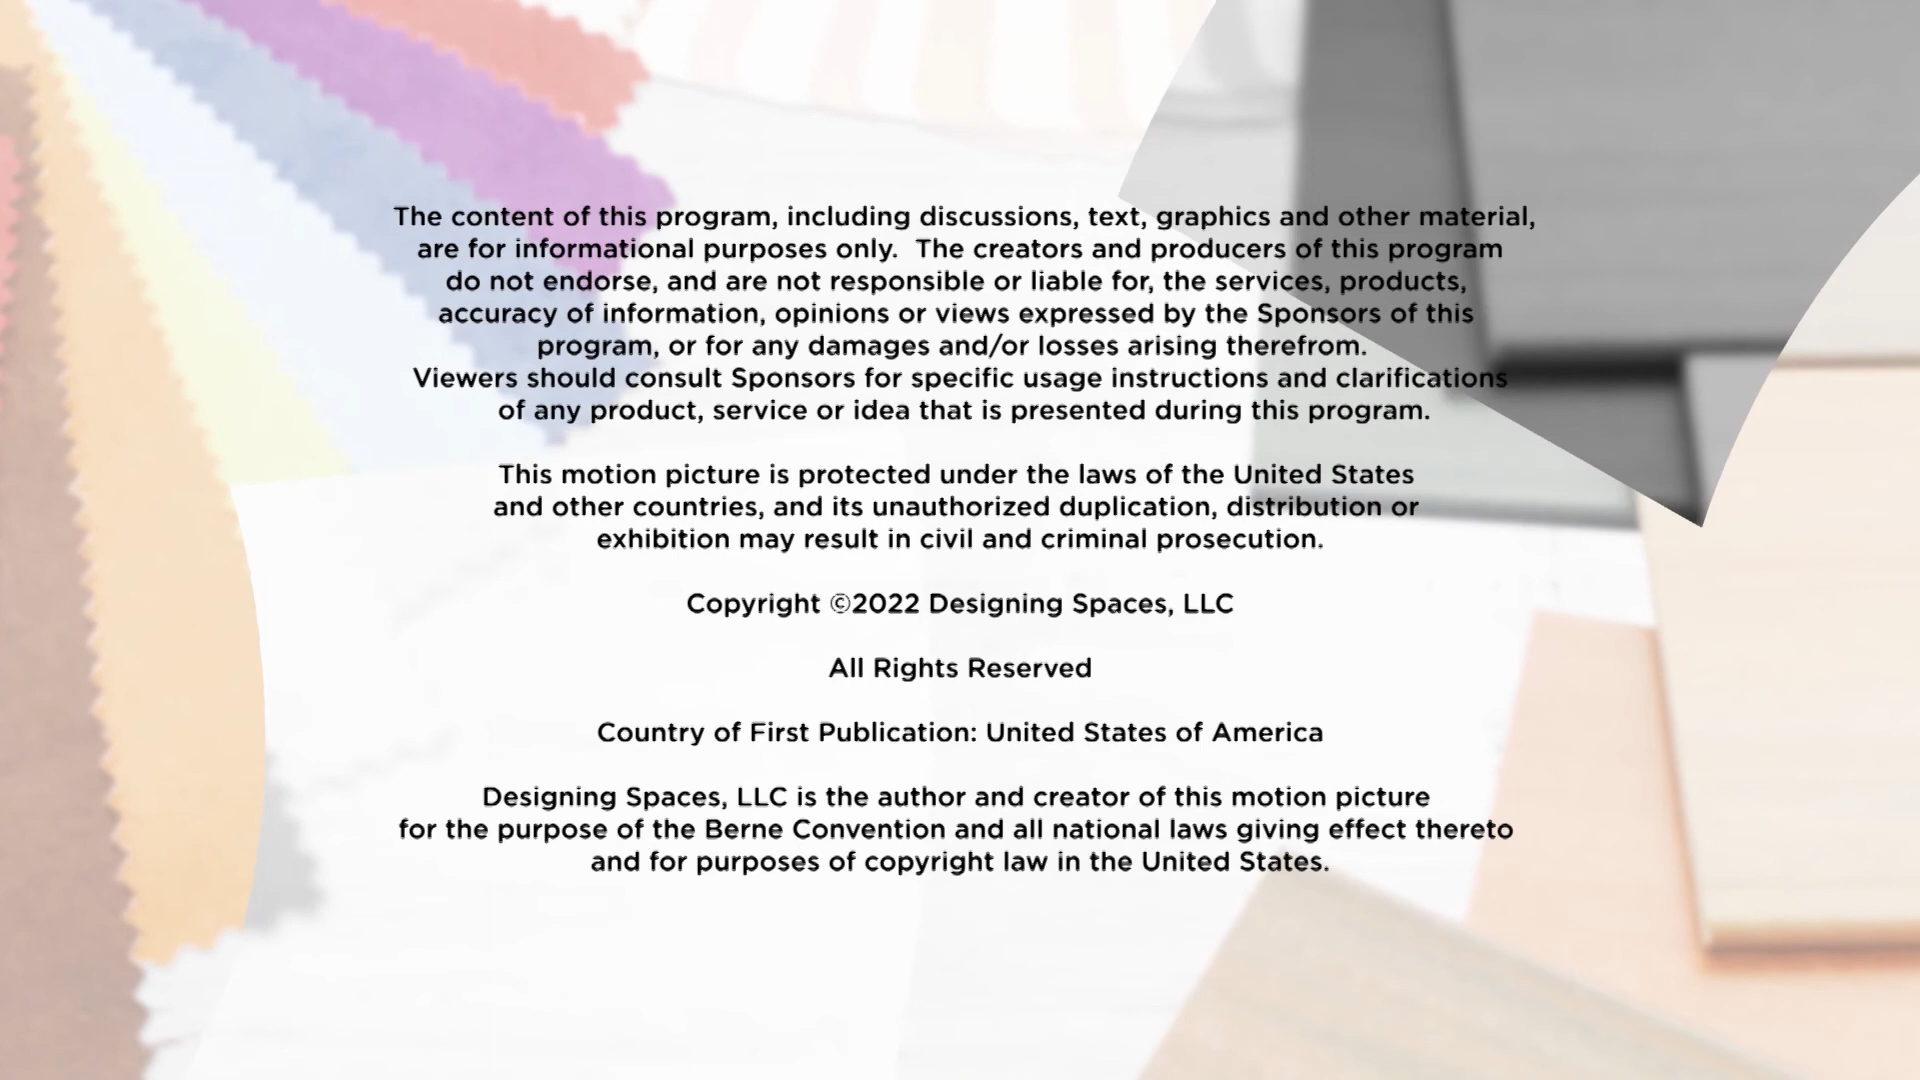 The content of this program, including discussions, text, graphics and other material,
are for informational purposes only.  The creators and producers of this program
do not endorse, and are not responsible or liable for, the services, products,
accuracy of information, opinions or views expressed by the Sponsors of this
program, or for any damages and/or losses arising therefrom.
Viewers should consult Sponsors for specific usage instructions and clarifications
of any product, service or idea that is presented during this program.
This motion picture is protected under the laws of the United States
and other countries, and its unauthorized duplication, distribution or
exhibition may result in civil and criminal prosecution.
Copyright ©2022 Designing Spaces, LLC
All Rights Reserved
Country of First Publication: United States of America
Designing Spaces, LLC is the author and creator of this motion picture
for the purpose of the Berne Convention and all national laws giving effect thereto
and for purposes of copyright law in the United States.